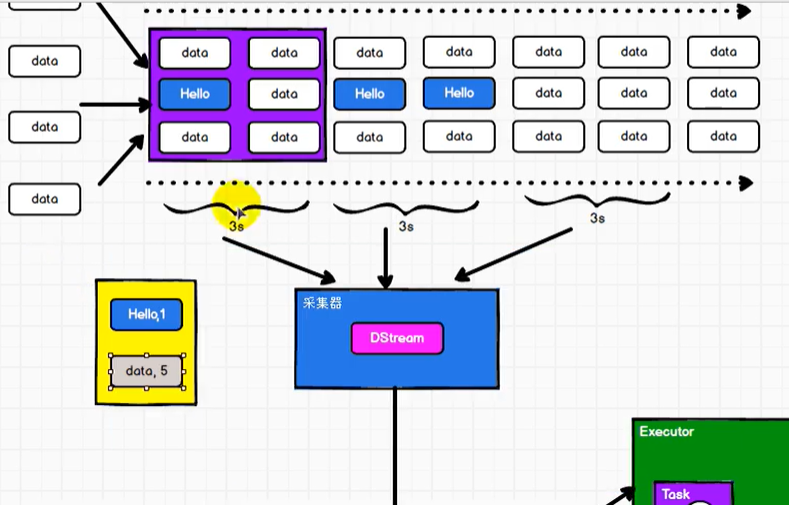 data
data
data
data data data data data data data
Hello data Hello Hello data data data
data data data data data data data
3s 3s 3s
Hello,1
data, 5
采集器
DStream
Executor
Task